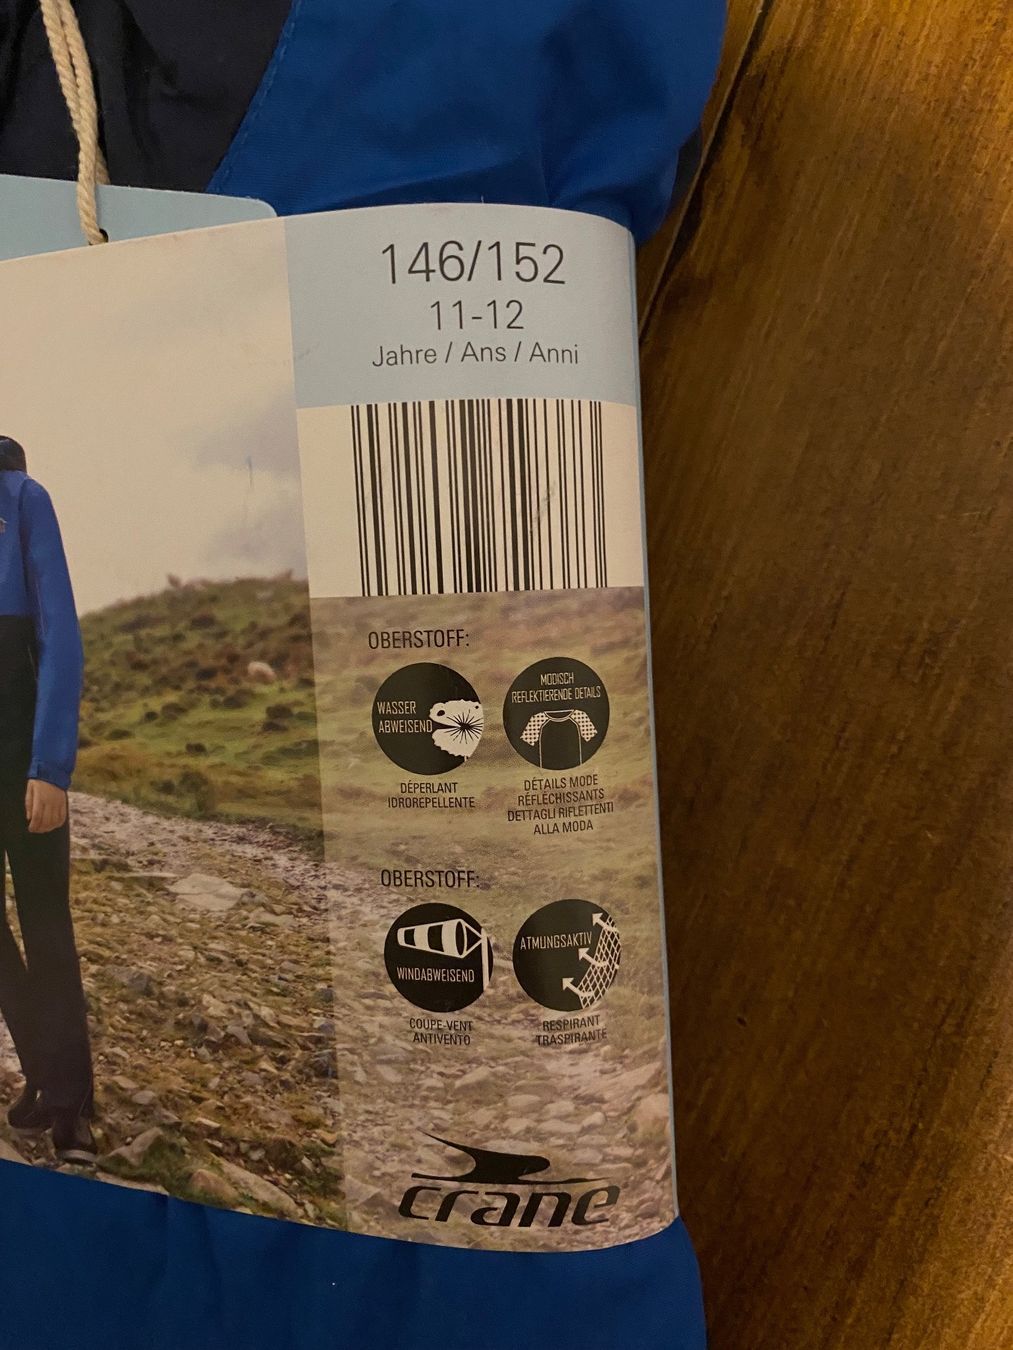 146/152
11-12
Jahre / Ans / Anni
OBERSTOFF:
WASSER
ABWEISEND
DÉPERLANT
IDROREPELLENTE
MODISCH
REFLEKTIERENDE DETAILS
DÉTAILS MODE
RÉFLÉCHISSANTS
DETTAGLI RIFLETTENTI
ALLA MODA
OBERSTOFF:
WINDABWEISEND
COUPE-VENT
ANTIVENTO
ATMUNGSAKTIV
RESPIRANT
TRASPIRANTE
crane